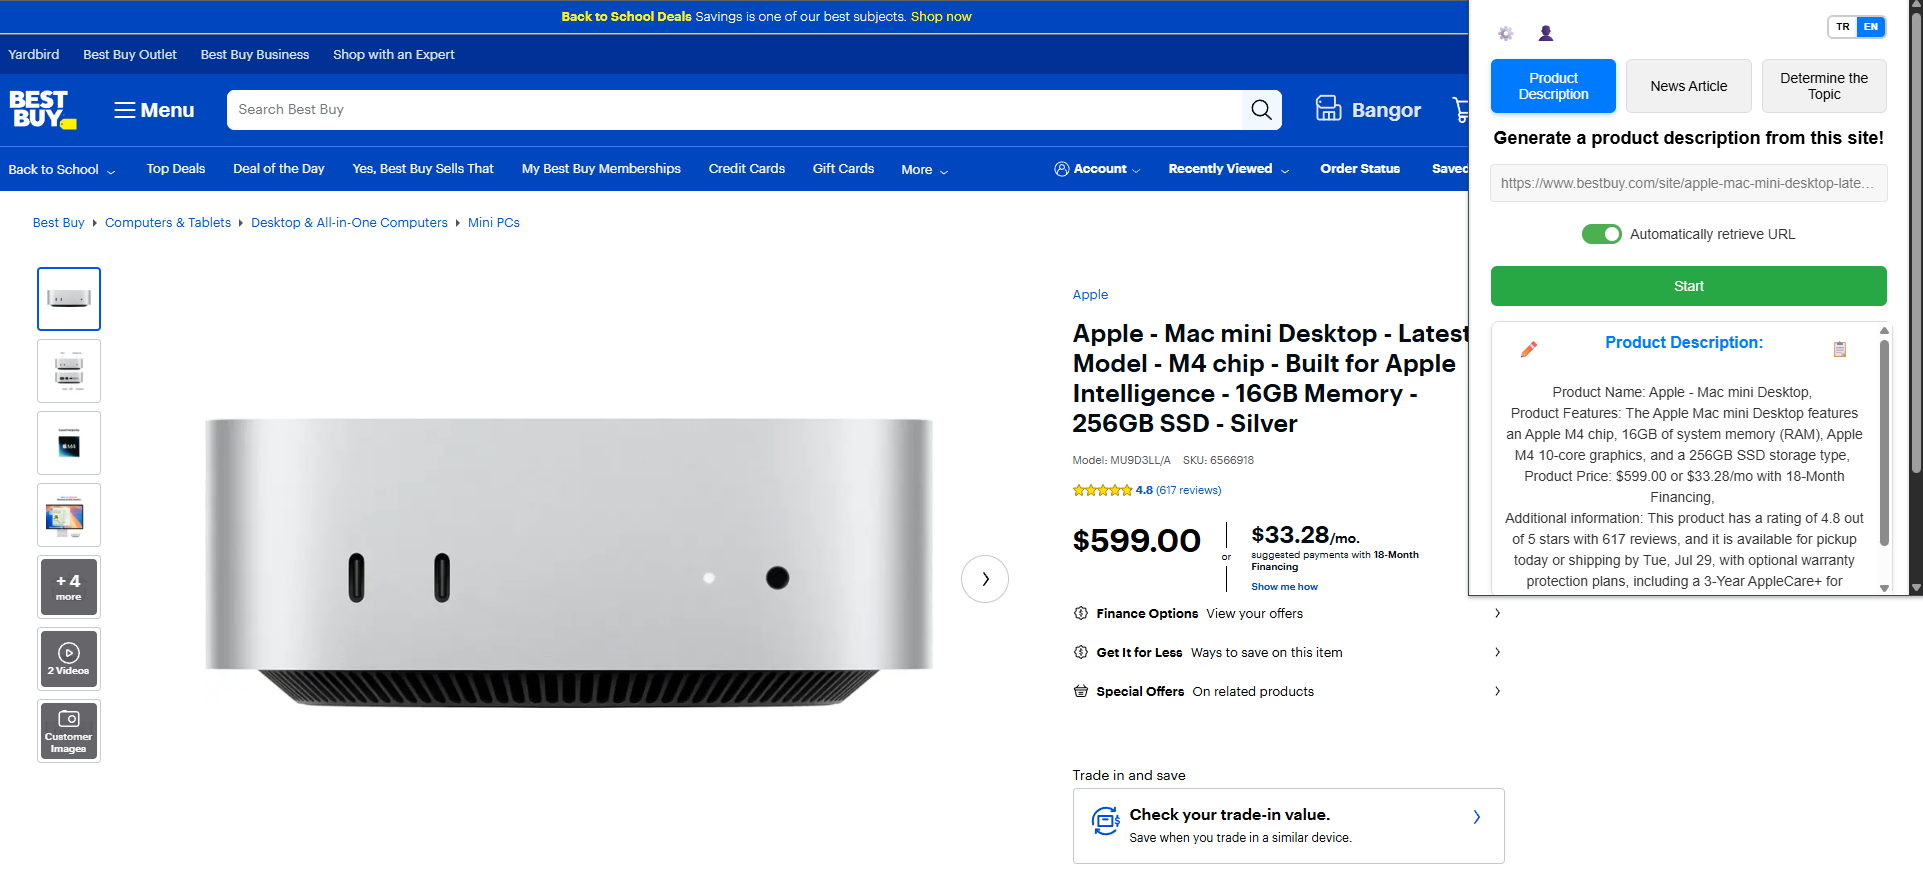 Back to School Deals Savings is one of our best subjects. Shop now
Yardbird Best Buy Outlet Best Buy Business Shop with an Expert
BEST
BUY
Menu
Search Best Buy
Bangor
Back to School Top Deals Deal of the Day Yes, Best Buy Sells That My Best Buy Memberships Credit Cards Gift Cards More Account Recently Viewed Order Status Saved
Best Buy Computers & Tablets Desktop & All-in-One Computers Mini PCs
+ 4
more
2 Videos
Customer
Images
Apple
Apple - Mac mini Desktop - Latest
Model - M4 chip - Built for Apple
Intelligence - 16GB Memory -
256GB SSD - Silver
Model: MU9D3LL/A SKU: 6566918
4.8 (617 reviews)
$599.00
or
$33.28/mo.
suggested payments with 18-Month
Financing
Show me how
Finance Options View your offers
Get It for Less Ways to save on this item
Special Offers On related products
Trade in and save
Check your trade-in value.
Save when you trade in a similar device.
TR EN
Product
Description
News Article
Determine the
Topic
Generate a product description from this site!
https://www.bestbuy.com/site/apple-mac-mini-desktop-late...
Automatically retrieve URL
Start
Product Description:
Product Name: Apple - Mac mini Desktop,
Product Features: The Apple Mac mini Desktop features
an Apple M4 chip, 16GB of system memory (RAM), Apple
M4 10-core graphics, and a 256GB SSD storage type,
Product Price: $599.00 or $33.28/mo with 18-Month
Financing,
Additional information: This product has a rating of 4.8 out
of 5 stars with 617 reviews, and it is available for pickup
today or shipping by Tue, Jul 29, with optional warranty
protection plans, including a 3-Year AppleCare+ for